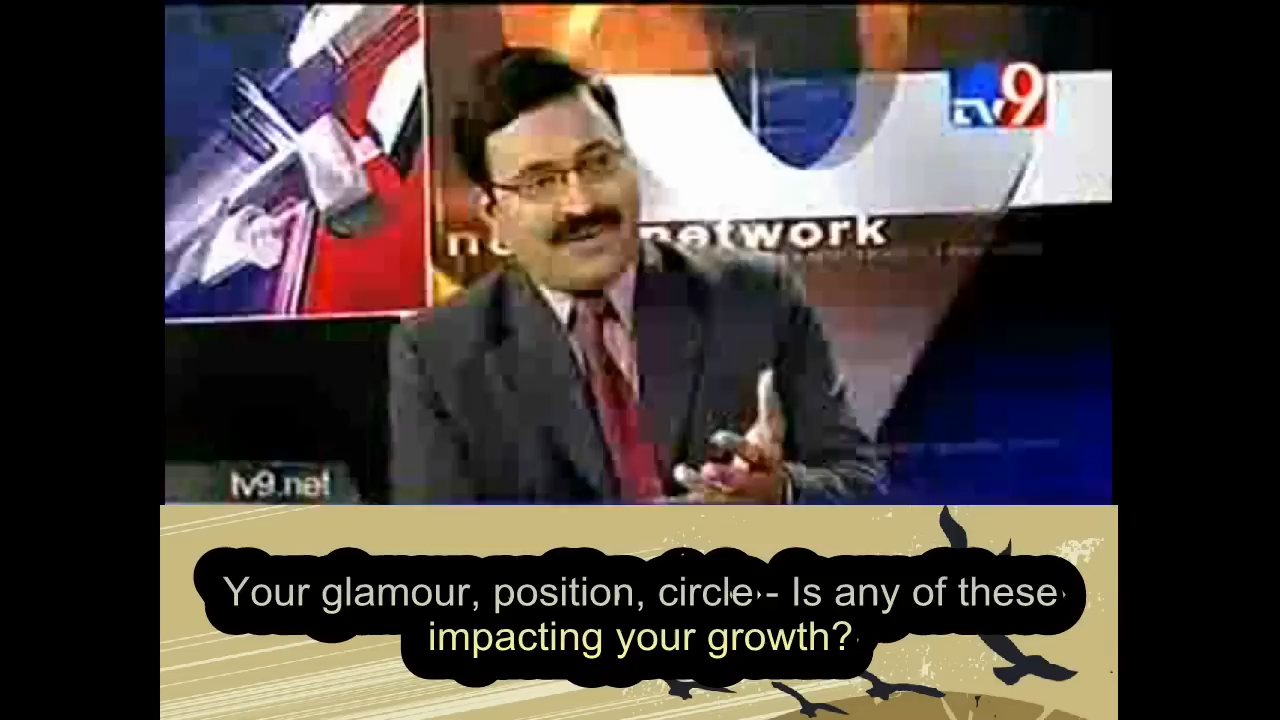 tv9
network
tv9.net
Your glamour, position, circle - Is any of these
impacting your growth?